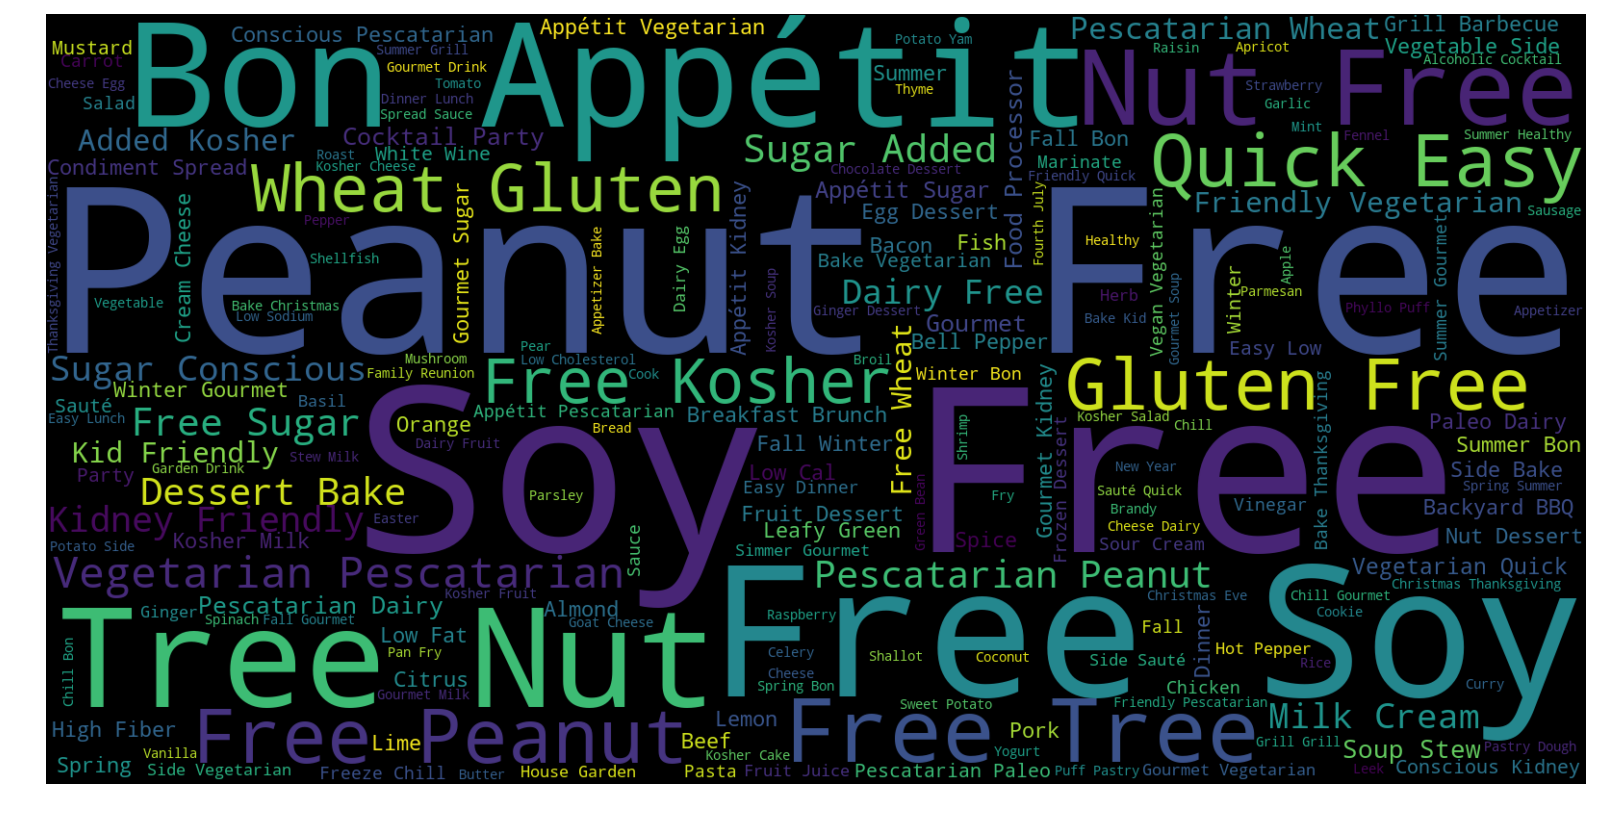 Bon Appétit
Nut Free
Peanut Free
Soy Free
Tree Nut
Free Soy
Free Peanut
Free Tree
Quick Easy
Wheat Gluten
Gluten Free
Free Kosher
Sugar Added
Dairy Free
Free Sugar
Dessert Bake
Kidney Friendly
Vegetarian Pescatarian
Pescatarian Peanut
Milk Cream
Sugar Conscious
Kid Friendly
Conscious Pescatarian
Appétit Vegetarian
Pescatarian Wheat
Grill Barbecue
Mustard
Carrot
Cheese Egg
Salad
Summer Grill
Gourmet Drink
Dinner Lunch
Spread Sauce
Tomato
Potato Yam
Summer
Thyme
Raisin
Apricot
Vegetable Side
Alcoholic Cocktail
Strawberry
Garlic
Mint
Fennel
Summer Healthy
Added Kosher
Cocktail Party
Condiment Spread
Roast
White Wine
Kosher Cheese
Chocolate Dessert
Food Processor
Fall Bon
Marinate
Friendly Quick
Thanksgiving Vegetarian
Pepper
Gourmet Sugar
Shellfish
Cream Cheese
Vegetable
Bake Christmas
Low Sodium
Appetizer Bake
Dairy Egg
Appétit Kidney
Kosher Soup
Appétit Sugar
Egg Dessert
Bacon
Fish
Bake Vegetarian
Ginger Dessert
Gourmet
Bell Pepper
Fourth July
Healthy
Herb
Bake Kid
Vegan Vegetarian
Gourmet Soup
Friendly Vegetarian
Sausage
Winter
Apple
Parmesan
Phyllo Puff
Summer Gourmet
Appetizer
Easy Low
Winter Gourmet
Mushroom
Family Reunion
Pear
Low Cholesterol
Cook
Broil
Free Wheat
Winter Bon
Sauté
Easy Lunch
Basil
Orange
Appétit Pescatarian
Dairy Fruit
Bread
Breakfast Brunch
Fall Winter
Low Cal
Easy Dinner
Fruit Dessert
Leafy Green
Simmer Gourmet
Party
Garden Drink
Stew Milk
Easter
Parsley
Kosher Milk
Potato Side
Sauce
Kosher Fruit
Green Bean
Shrimp
Fry
Spice
Gourmet Kidney
Frozen Dessert
Kosher Salad
Chill
New Year
Sauté Quick
Brandy
Cheese Dairy
Sour Cream
Vinegar
Bake Thanksgiving
Paleo Dairy
Summer Bon
Side Bake
Spring Summer
Backyard BBQ
Nut Dessert
Vegetarian Quick
Christmas Thanksgiving
Christmas Eve
Chill Gourmet
Cookie
Ginger
Pescatarian Dairy
Spinach
Fall Gourmet
Almond
Goat Cheese
Low Fat
Pan Fry
Citrus
Gourmet Milk
Chill Bon
Raspberry
Celery
Cheese
Spring Bon
Shallot
Coconut
Fall
Side Sauté
Dinner
Hot Pepper
Rice
Curry
Chicken
Friendly Pescatarian
Sweet Potato
High Fiber
Lime
Beef
Lemon
Pork
Yogurt
Grill Grill
Soup Stew
Pastry Dough
Spring
Vanilla
Side Vegetarian
Freeze Chill
Butter
House Garden
Kosher Cake
Pasta
Fruit Juice
Pescatarian Paleo
Puff Pastry
Gourmet Vegetarian
Leek
Conscious Kidney